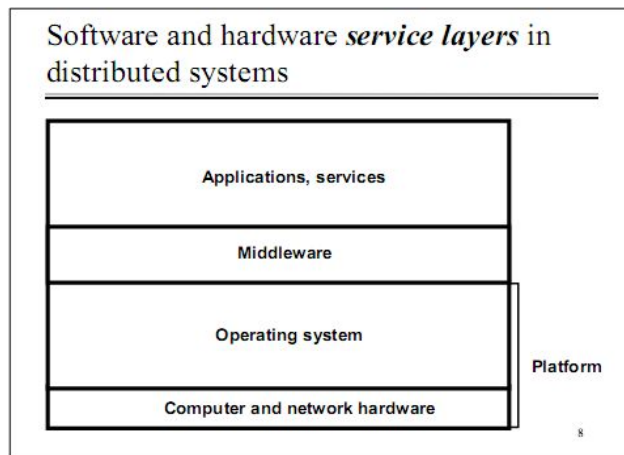 Software and hardware service layers in
distributed systems
Applications, services
Middleware
Operating system
Platform
Computer and network hardware
8